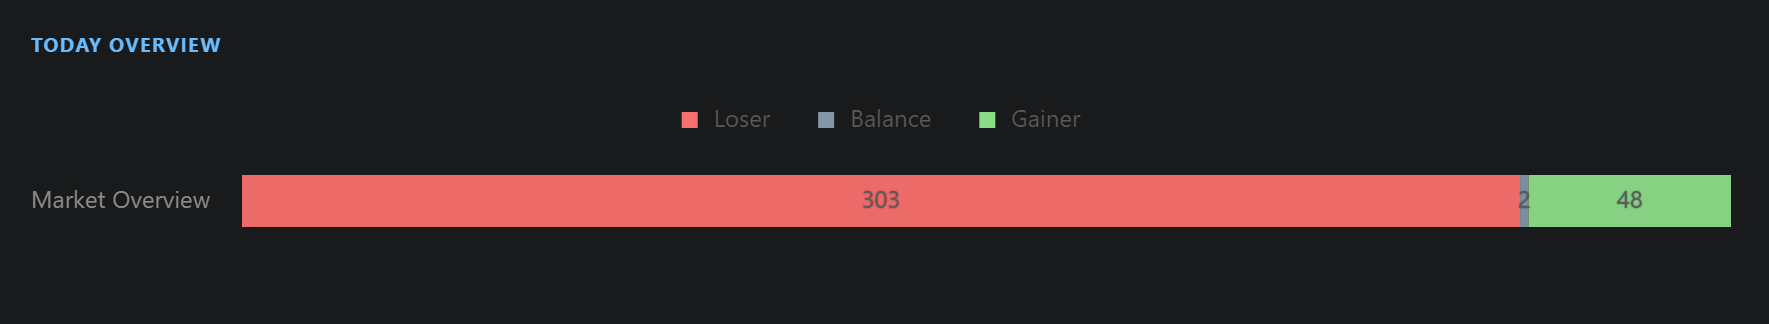 TODAY OVERVIEW
Loser Balance Gainer
Market Overview 303 2 48